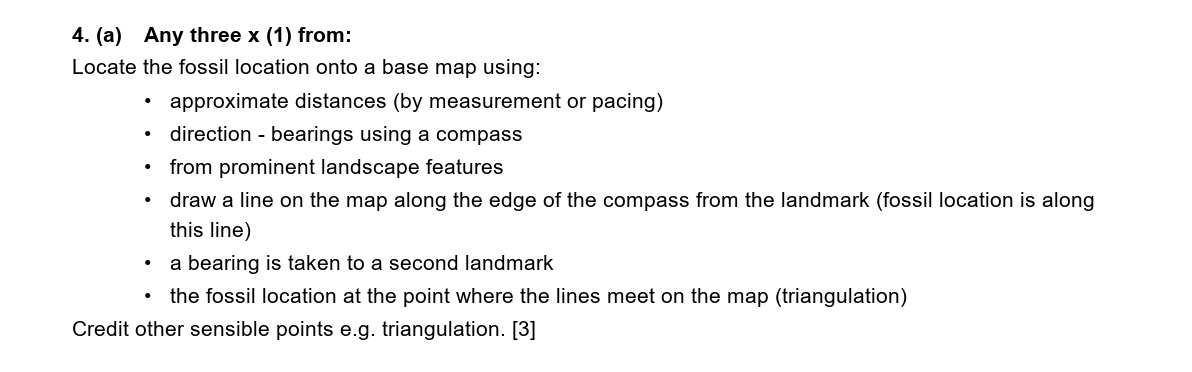 4. (a) Any three x (1) from:
Locate the fossil location onto a base map using:
• approximate distances (by measurement or pacing)
• direction - bearings using a compass
• from prominent landscape features
• draw a line on the map along the edge of the compass from the landmark (fossil location is along
this line)
• a bearing is taken to a second landmark
• the fossil location at the point where the lines meet on the map (triangulation)
Credit other sensible points e.g. triangulation. [3]